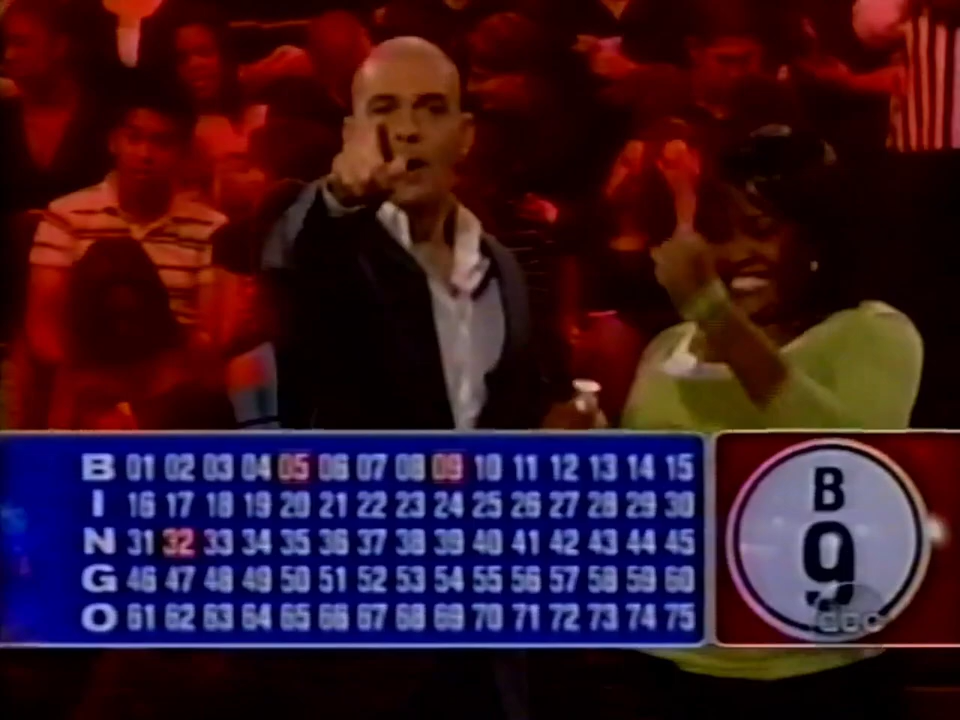 B 01 02 03 04 05 06 07 08 09 10 11 12 13 14 15
I 16 17 18 19 20 21 22 23 24 25 26 27 28 29 30
N 31 32 33 34 35 36 37 38 39 40 41 42 43 44 45
G 46 47 48 49 50 51 52 53 54 55 56 57 58 59 60
O 61 62 63 64 65 66 67 68 69 70 71 72 73 74 75
B
9
abc